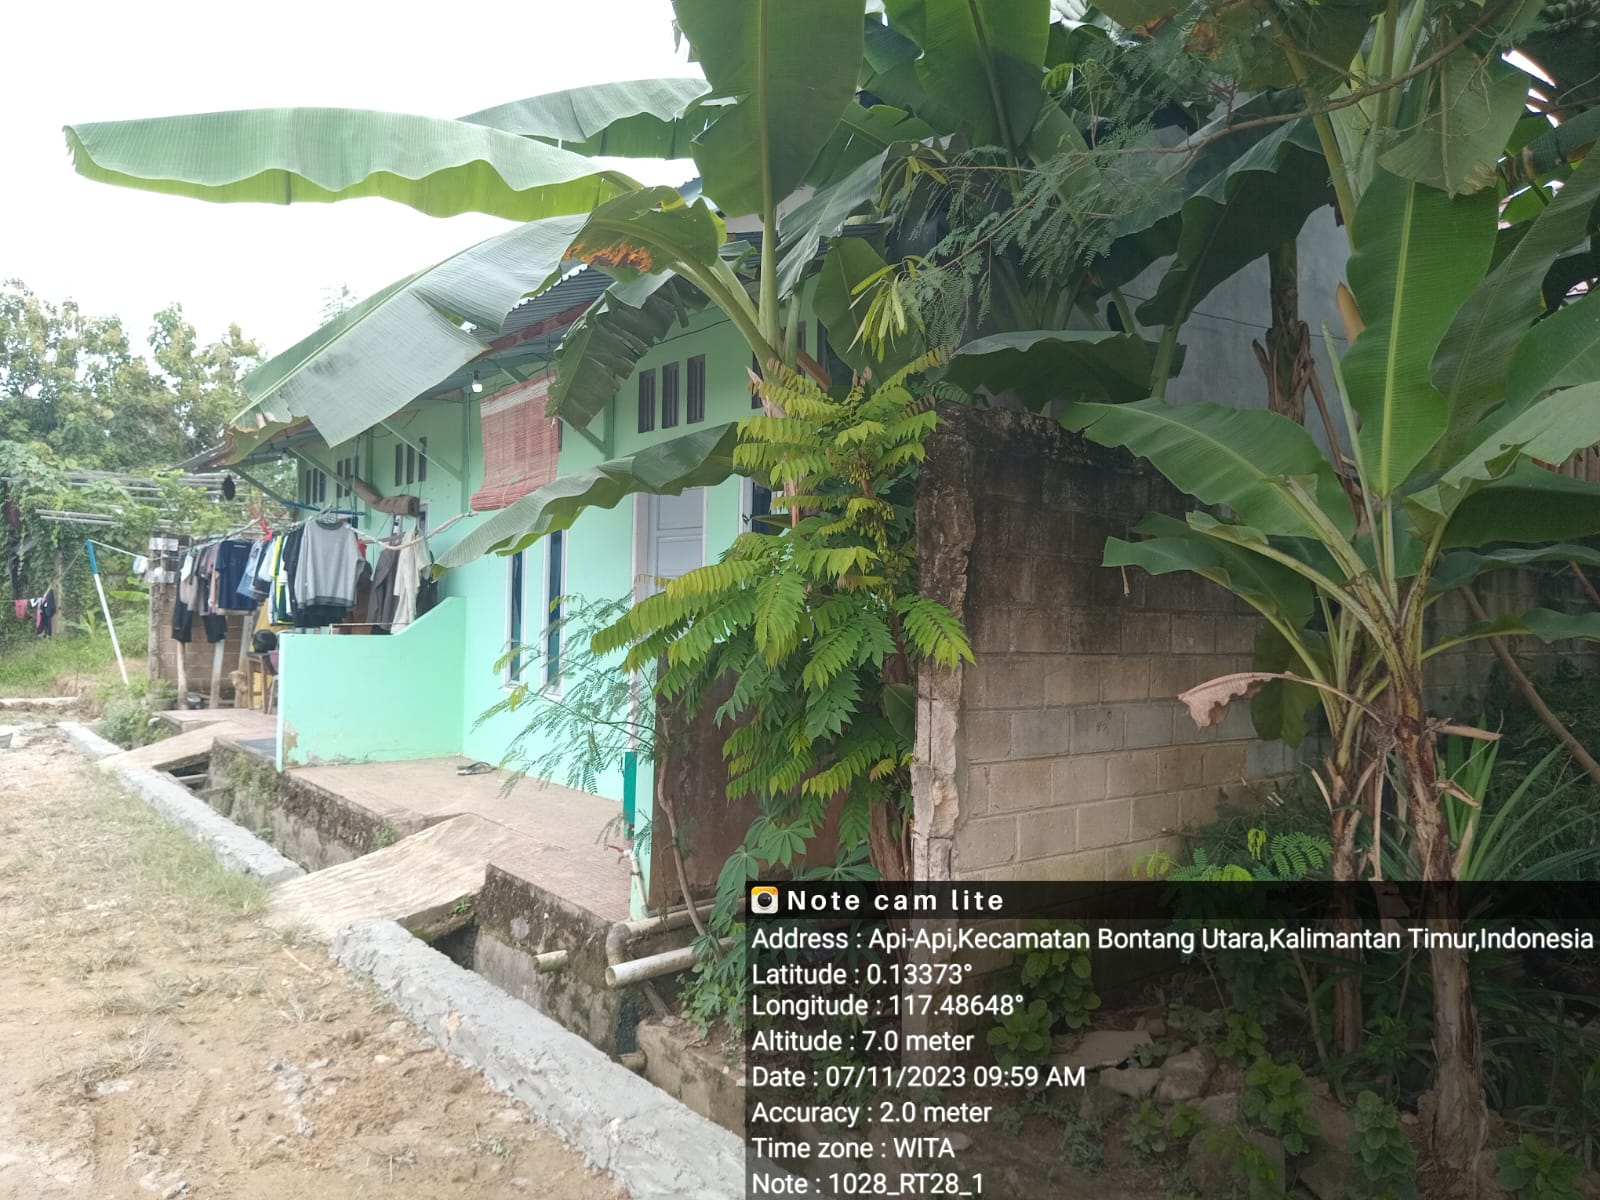 Note cam lite
Address : Api-Api,Kecamatan Bontang Utara,Kalimantan Timur,Indonesia
Latitude : 0.13373°
Longitude : 117.48648°
Altitude : 7.0 meter
Date : 07/11/2023 09:59 AM
Accuracy : 2.0 meter
Time zone : WITA
Note : 1028_RT28_1